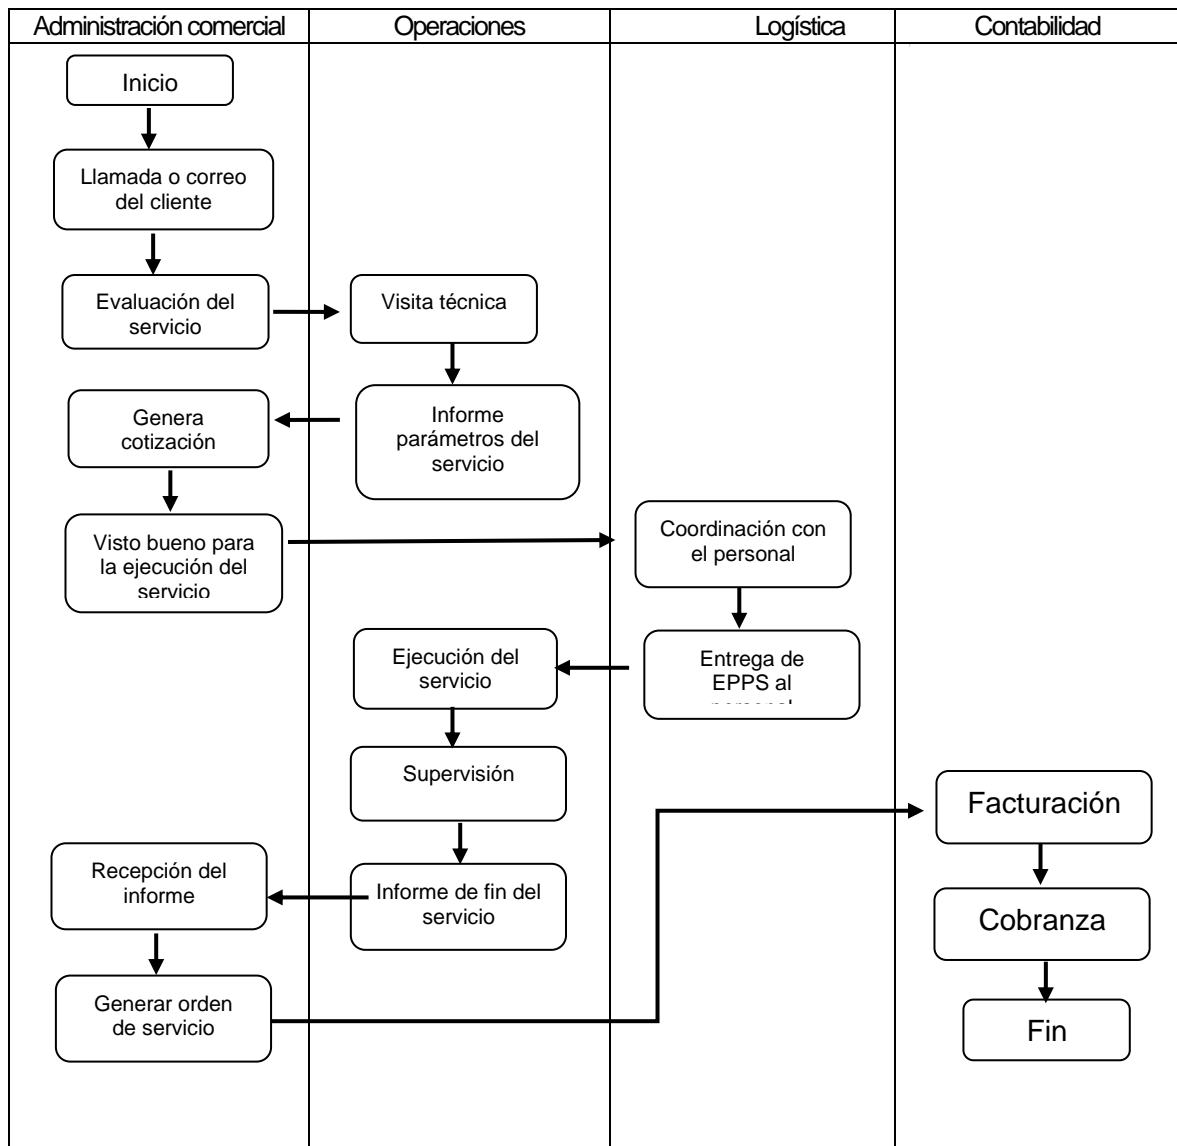 Administración comercial
Operaciones
Logística
Contabilidad
Inicio
Llamada o correo
del cliente
Evaluación del
servicio
Visita técnica
Genera
cotización
Informe
parámetros del
servicio
Visto bueno para
la ejecución del
servicio
Coordinación con
el personal
Ejecución del
servicio
Entrega de
EPPS al
Supervisión
Facturación
Recepción del
informe
Informe de fin del
servicio
Cobranza
Generar orden
de servicio
Fin